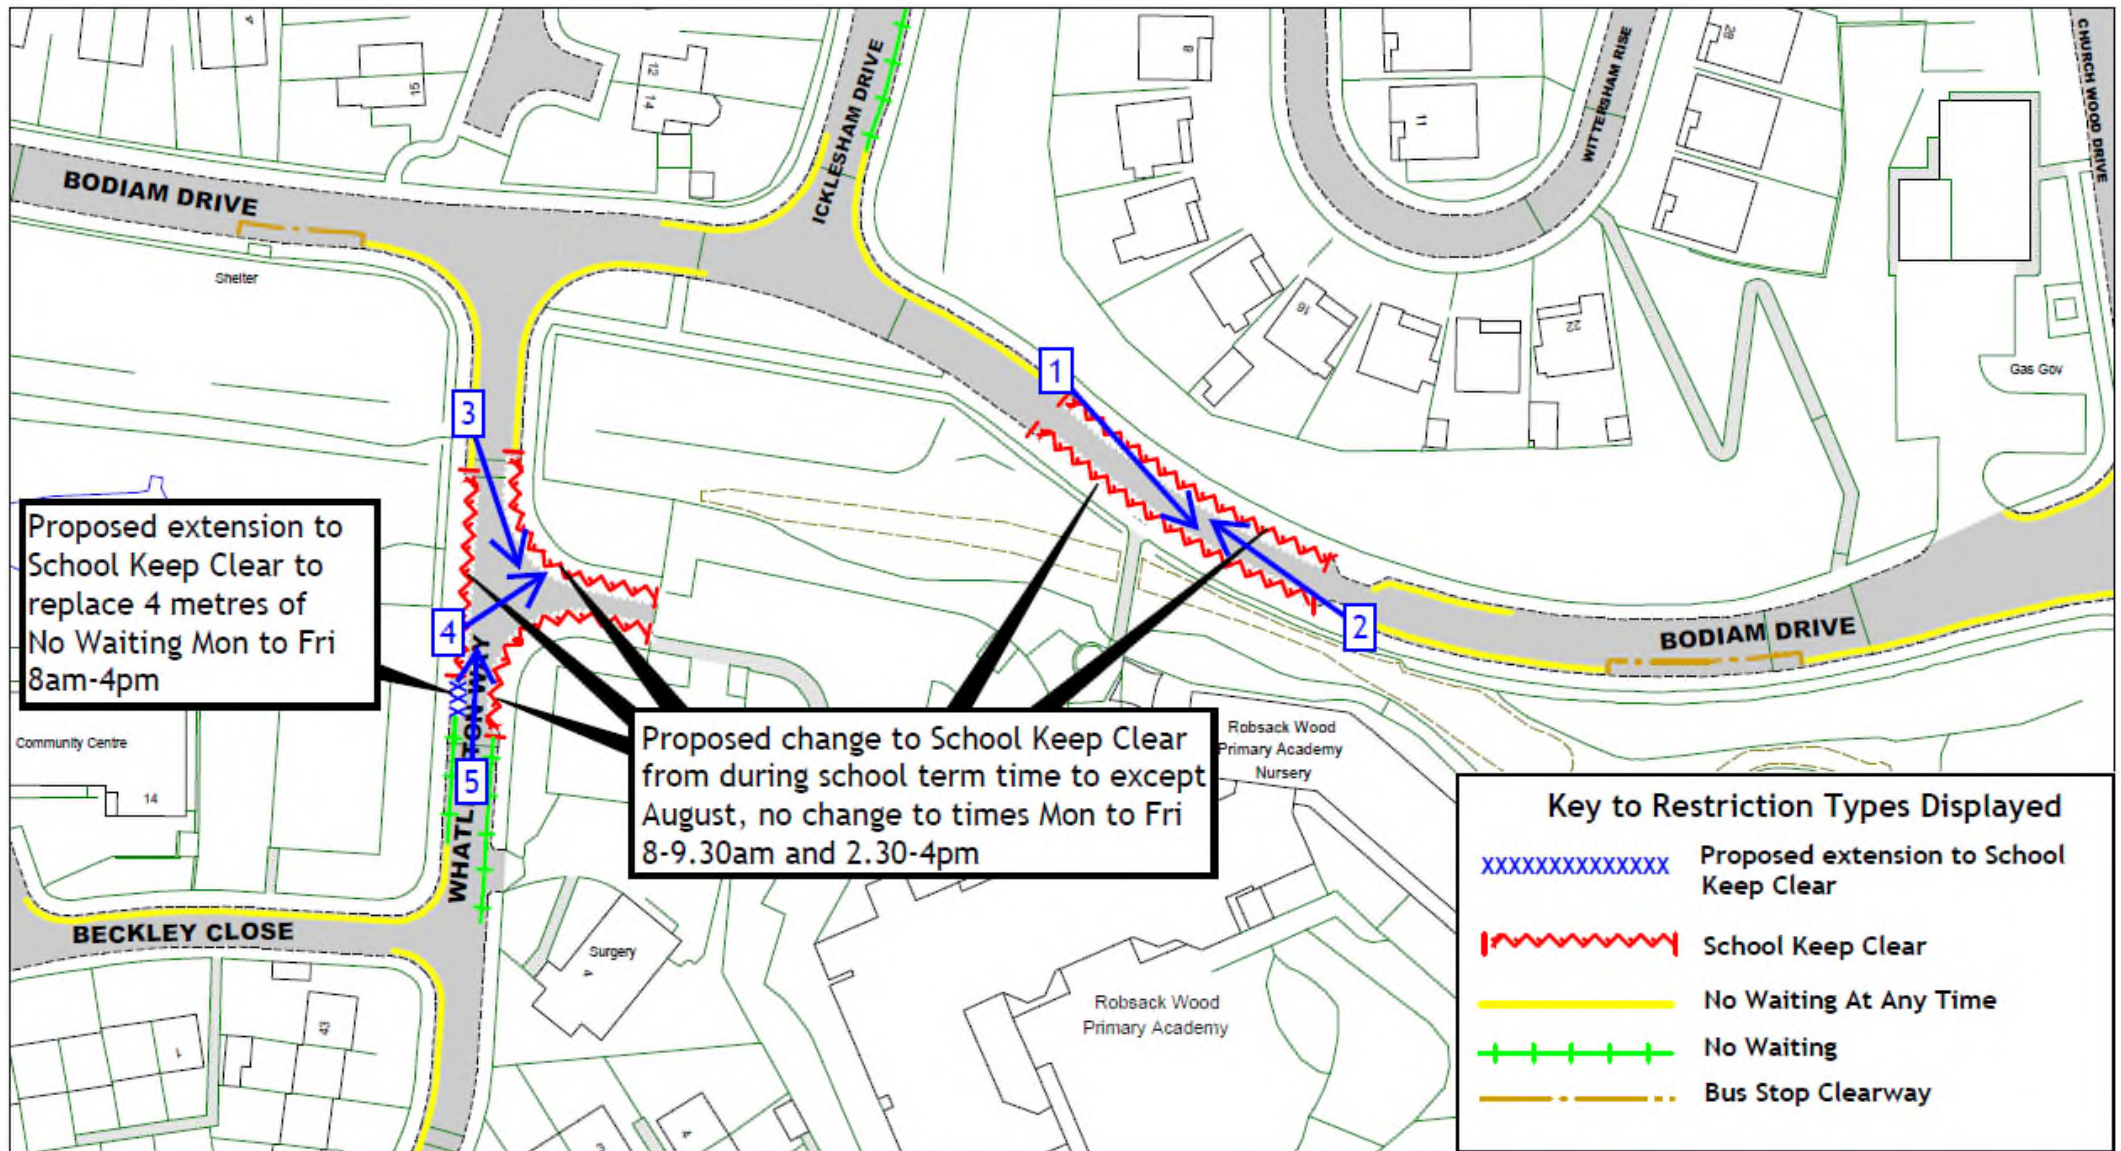 12
14
15
8
11
28
16
22
BODIAM DRIVE
ICKLESHAM DRIVE
WITTERSHAM RISE
CHURCH WOOD DRIVE
Shelter
Gas Gov
1
3
2
4
5
Proposed extension to
School Keep Clear to
replace 4 metres of
No Waiting Mon to Fri
8am-4pm
BODIAM DRIVE
Community Centre
14
Proposed change to School Keep Clear
from during school term time to except
August, no change to times Mon to Fri
8-9.30am and 2.30-4pm
Robsack Wood
Primary Academy
Nursery
BECKLEY CLOSE
Surgery
4
43
1
Robsack Wood
Primary Academy
4
Key to Restriction Types Displayed
XXXXXXXXXXXXXX Proposed extension to School
Keep Clear
School Keep Clear
No Waiting At Any Time
No Waiting
Bus Stop Clearway